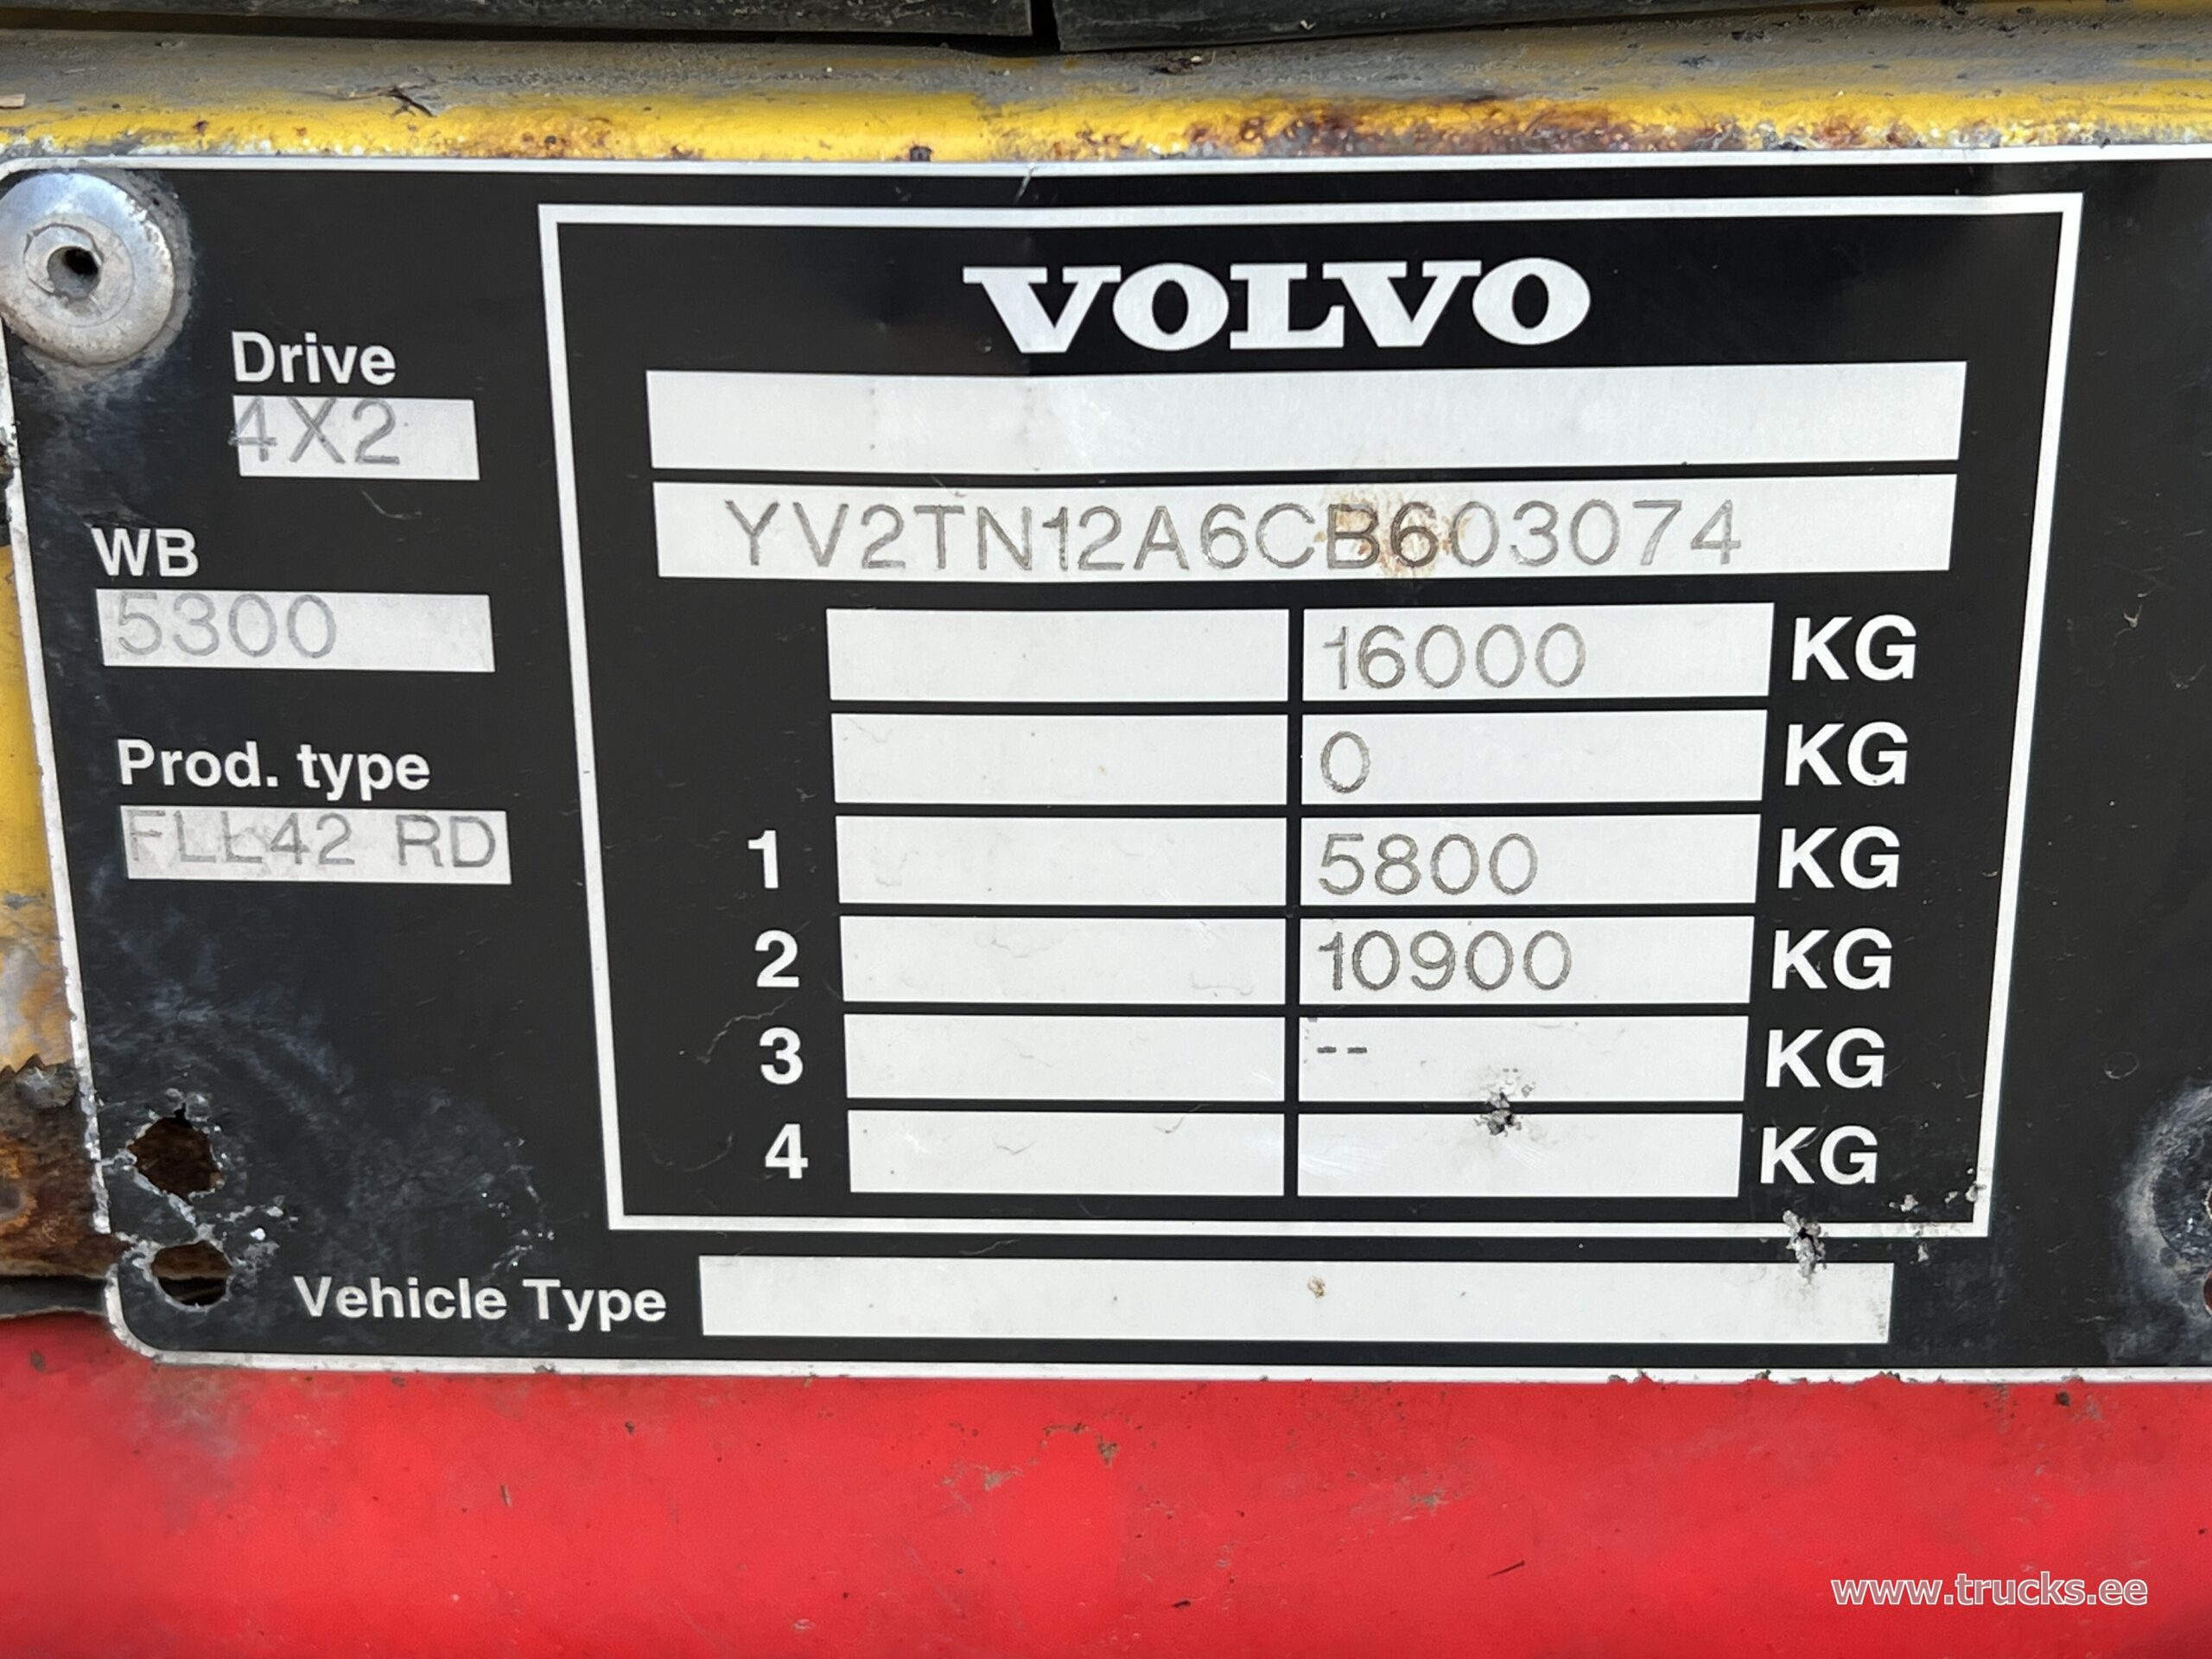 VOLVO
Drive
4X2
YV2TN12A6CB603074
WB
5300
16000 KG
0 KG
Prod. type
FLL42 RD
1 5800 KG
2 10900 KG
3 -- KG
4 KG
Vehicle Type
www.trucks.ee